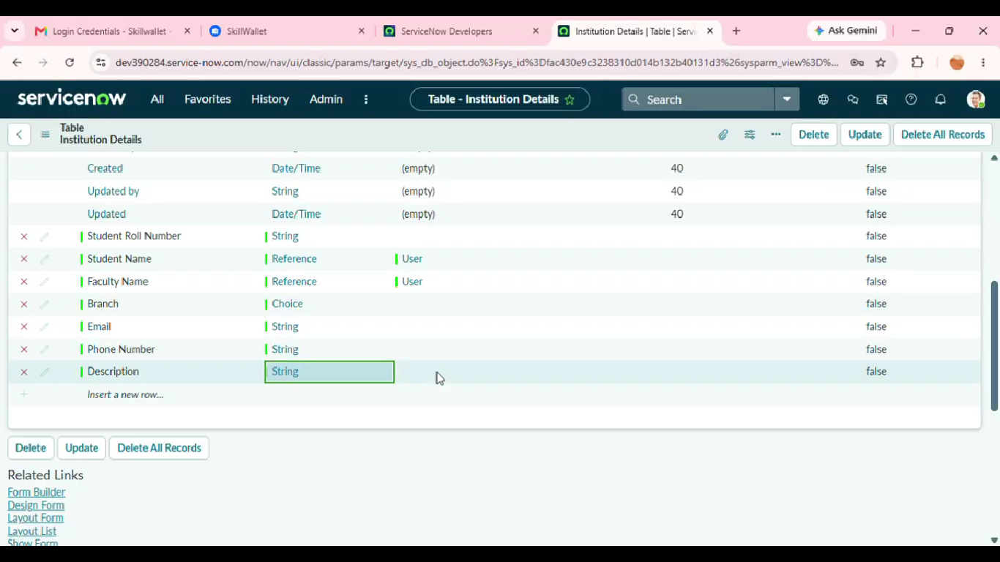 Login Credentials - Skillwallet -
SkillWallet
ServiceNow Developers
Institution Details | Table | Servi
Ask Gemini
dev390284.service-now.com/now/nav/ui/classic/params/target/sys_db_object.do%3Fsys_id%3Dfac430e9c3238310d014b132b40131d3%26sysparm_view%3D%...
servicenow
All
Favorites
History
Admin
Table - Institution Details
Search
Table
Institution Details
Delete
Update
Delete All Records
Created Date/Time (empty) 40 false
Updated by String (empty) 40 false
Updated Date/Time (empty) 40 false
Student Roll Number String false
Student Name Reference User false
Faculty Name Reference User false
Branch Choice false
Email String false
Phone Number String false
Description String false
Insert a new row...
Delete Update Delete All Records
Related Links
Form Builder
Design Form
Layout Form
Layout List
Show Form